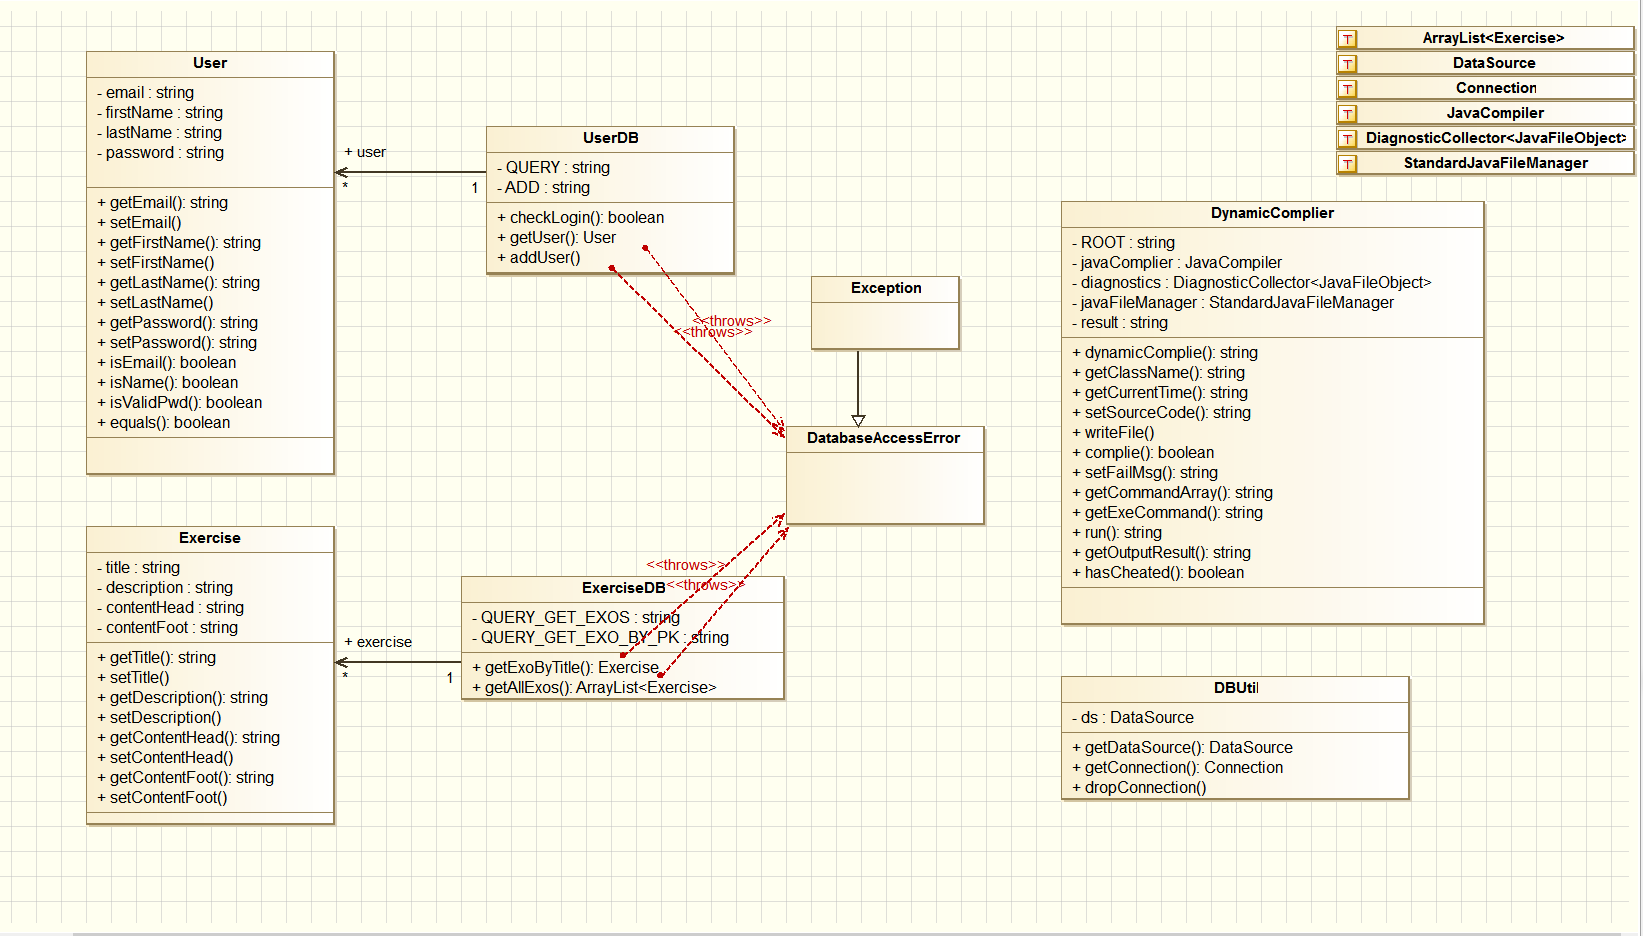 User
- email : string
- firstName : string
- lastName : string
- password : string
+ getEmail(): string
+ setEmail()
+ getFirstName(): string
+ setFirstName()
+ getLastName(): string
+ setLastName()
+ getPassword(): string
+ setPassword(): string
+ isEmail(): boolean
+ isName(): boolean
+ isValidPwd(): boolean
+ equals(): boolean
+ user
*
1
UserDB
- QUERY : string
- ADD : string
+ checkLogin(): boolean
+ getUser(): User
+ addUser()
<<throws>>
<<throws>>
Exception
DatabaseAccessError
Exercise
- title : string
- description : string
- contentHead : string
- contentFoot : string
+ getTitle(): string
+ setTitle()
+ getDescription(): string
+ setDescription()
+ getContentHead(): string
+ setContentHead()
+ getContentFoot(): string
+ setContentFoot()
+ exercise
*
1
<<throws>>
<<throws>>
ExerciseDB
- QUERY_GET_EXOS : string
- QUERY_GET_EXO_BY_PK : string
+ getExoByTitle(): Exercise
+ getAllExos(): ArrayList<Exercise>
T ArrayList<Exercise>
T DataSource
T Connection
T JavaCompiler
T DiagnosticCollector<JavaFileObject>
T StandardJavaFileManager
DynamicComplier
- ROOT : string
- javaComplier : JavaCompiler
- diagnostics : DiagnosticCollector<JavaFileObject>
- javaFileManager : StandardJavaFileManager
- result : string
+ dynamicComplie(): string
+ getClassName(): string
+ getCurrentTime(): string
+ setSourceCode(): string
+ writeFile()
+ complie(): boolean
+ setFailMsg(): string
+ getCommandArray(): string
+ getExeCommand(): string
+ run(): string
+ getOutputResult(): string
+ hasCheated(): boolean
DBUtil
- ds : DataSource
+ getDataSource(): DataSource
+ getConnection(): Connection
+ dropConnection()